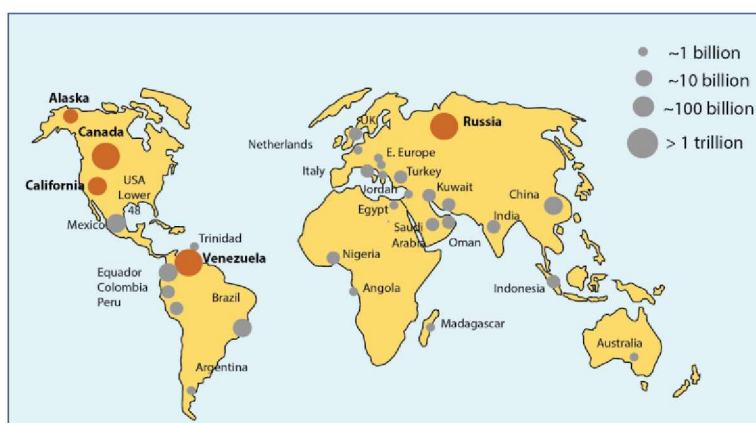 ~1 billion
~10 billion
~100 billion
> 1 trillion
Alaska
Canada
California
USA
Lower
48
Mexico
Trinidad
Venezuela
Equador
Colombia
Peru
Brazil
Argentina
UK
Netherlands
Italy
E. Europe
Turkey
Jordah
Kuwait
Egypt
Saudi
Arabia
Oman
Russia
China
India
Nigeria
Angola
Madagascar
Indonesia
Australia